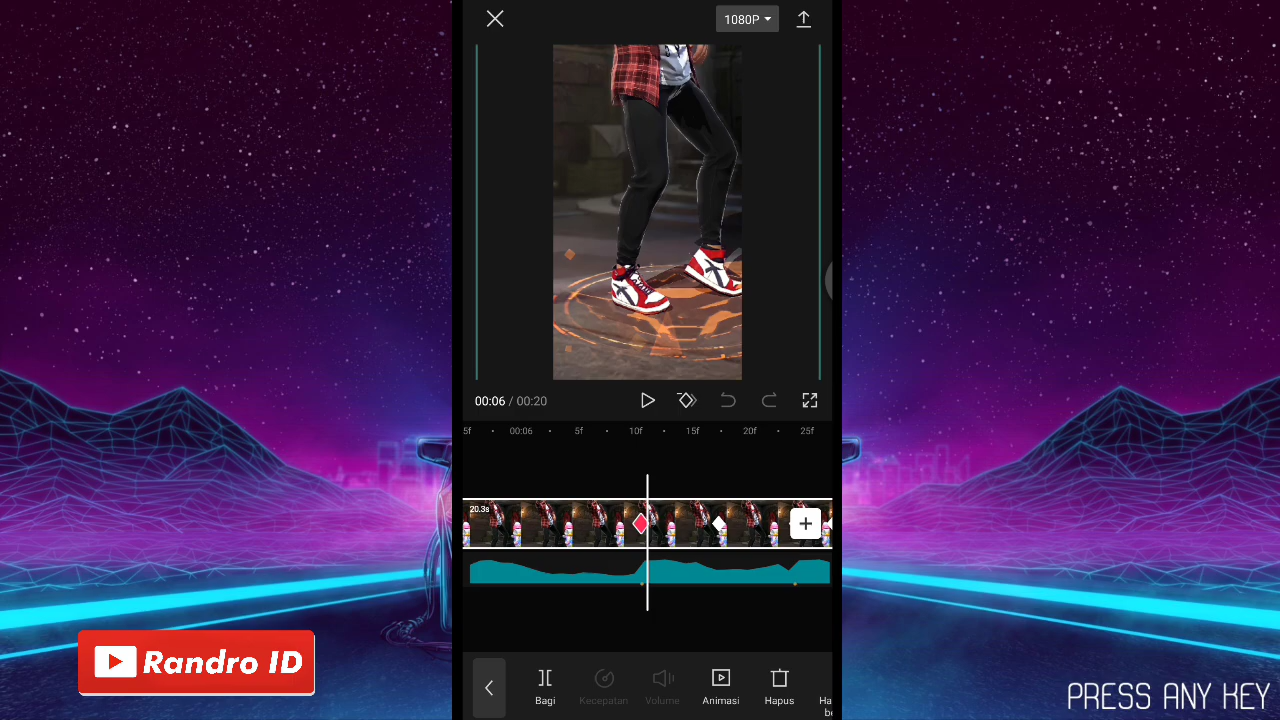 1080P
00:06 / 00:20
5f 00:06 5f 10f 15f 20f 25f
20.3s
Bagi Kecepatan Volume Animasi Hapus
Randro ID
PRESS ANY KEY